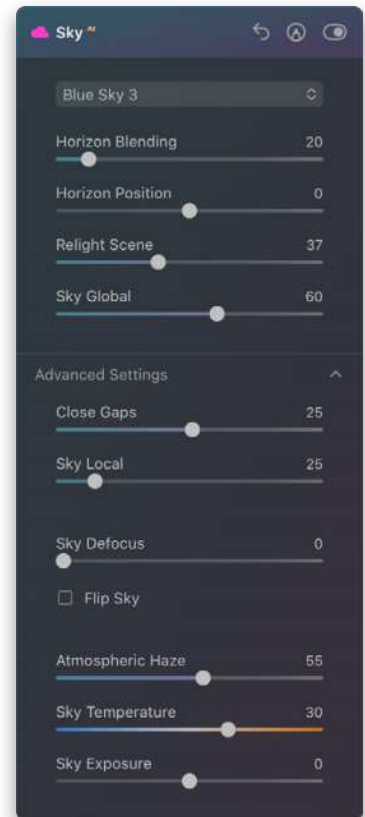 Sky AI
Blue Sky 3
Horizon Blending 20
Horizon Position 0
Relight Scene 37
Sky Global 60
Advanced Settings
Close Gaps 25
Sky Local 25
Sky Defocus 0
Flip Sky
Atmospheric Haze 55
Sky Temperature 30
Sky Exposure 0